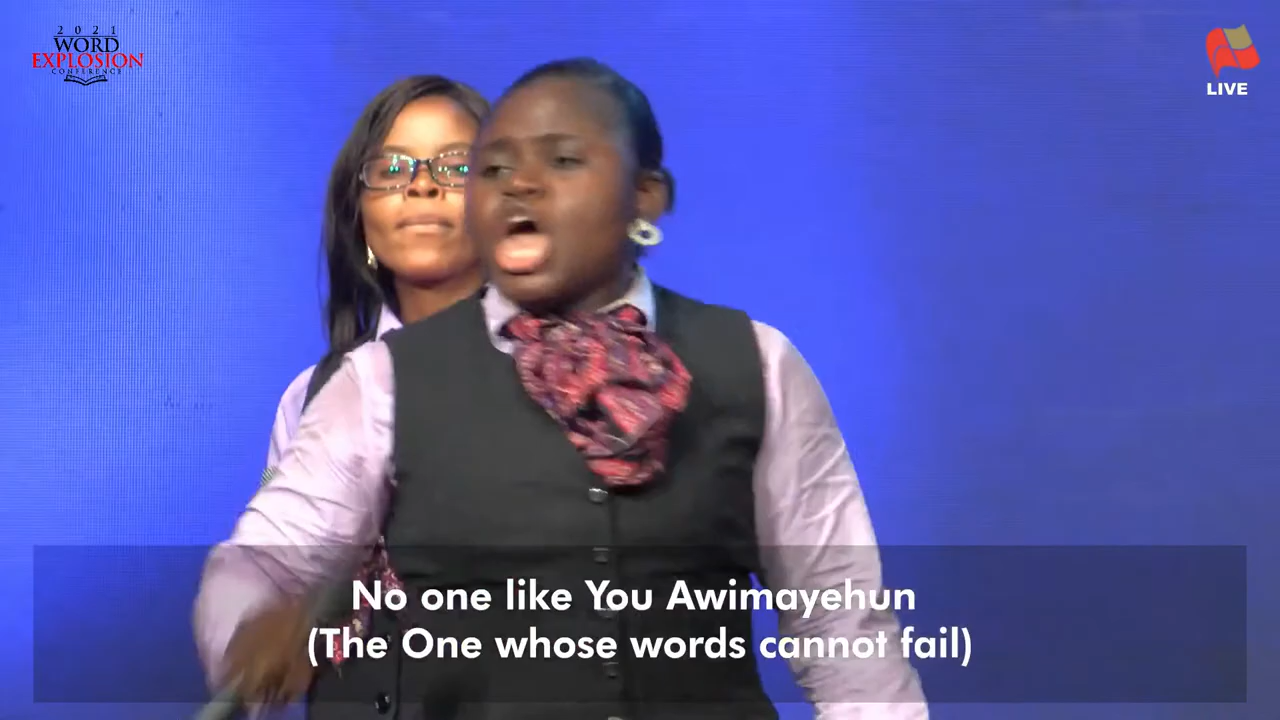 2021
WORD
EXPLOSION
CONFERENCE
LIVE
No one like You Awimayehun
(The One whose words cannot fail)